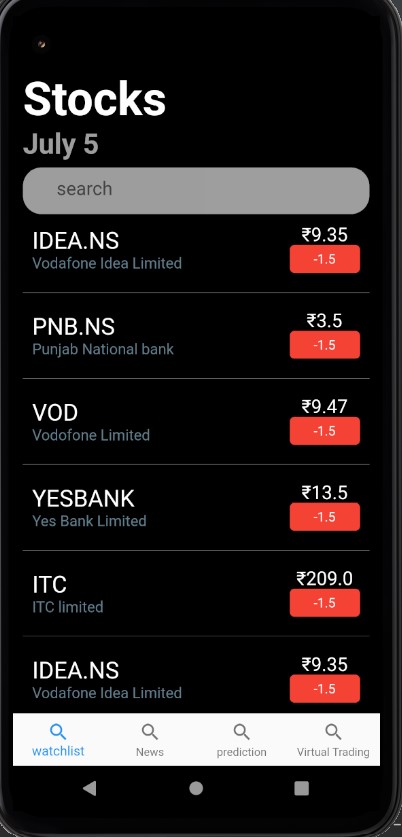 Stocks
July 5
search
IDEA.NS ₹9.35
Vodafone Idea Limited -1.5
PNB.NS ₹3.5
Punjab National bank -1.5
VOD ₹9.47
Vodofone Limited -1.5
YESBANK ₹13.5
Yes Bank Limited -1.5
ITC ₹209.0
ITC limited -1.5
IDEA.NS ₹9.35
Vodafone Idea Limited -1.5
watchlist News prediction Virtual Trading